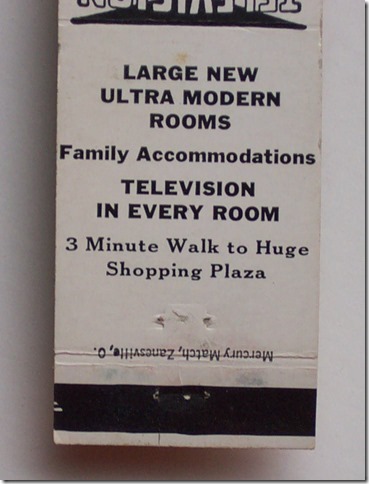 TELEVISION
LARGE NEW
ULTRA MODERN
ROOMS
Family Accommodations
TELEVISION
IN EVERY ROOM
3 Minute Walk to Huge
Shopping Plaza
Mercury Match, Zanesville, O.